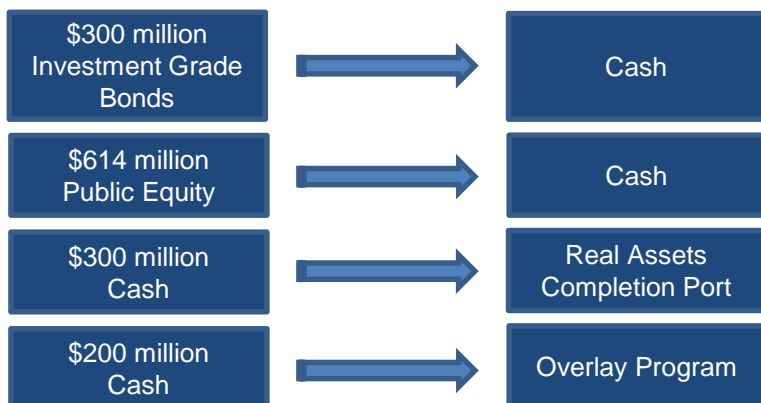 $300 million
Investment Grade
Bonds
Cash
$614 million
Public Equity
Cash
$300 million
Cash
Real Assets
Completion Port
$200 million
Cash
Overlay Program